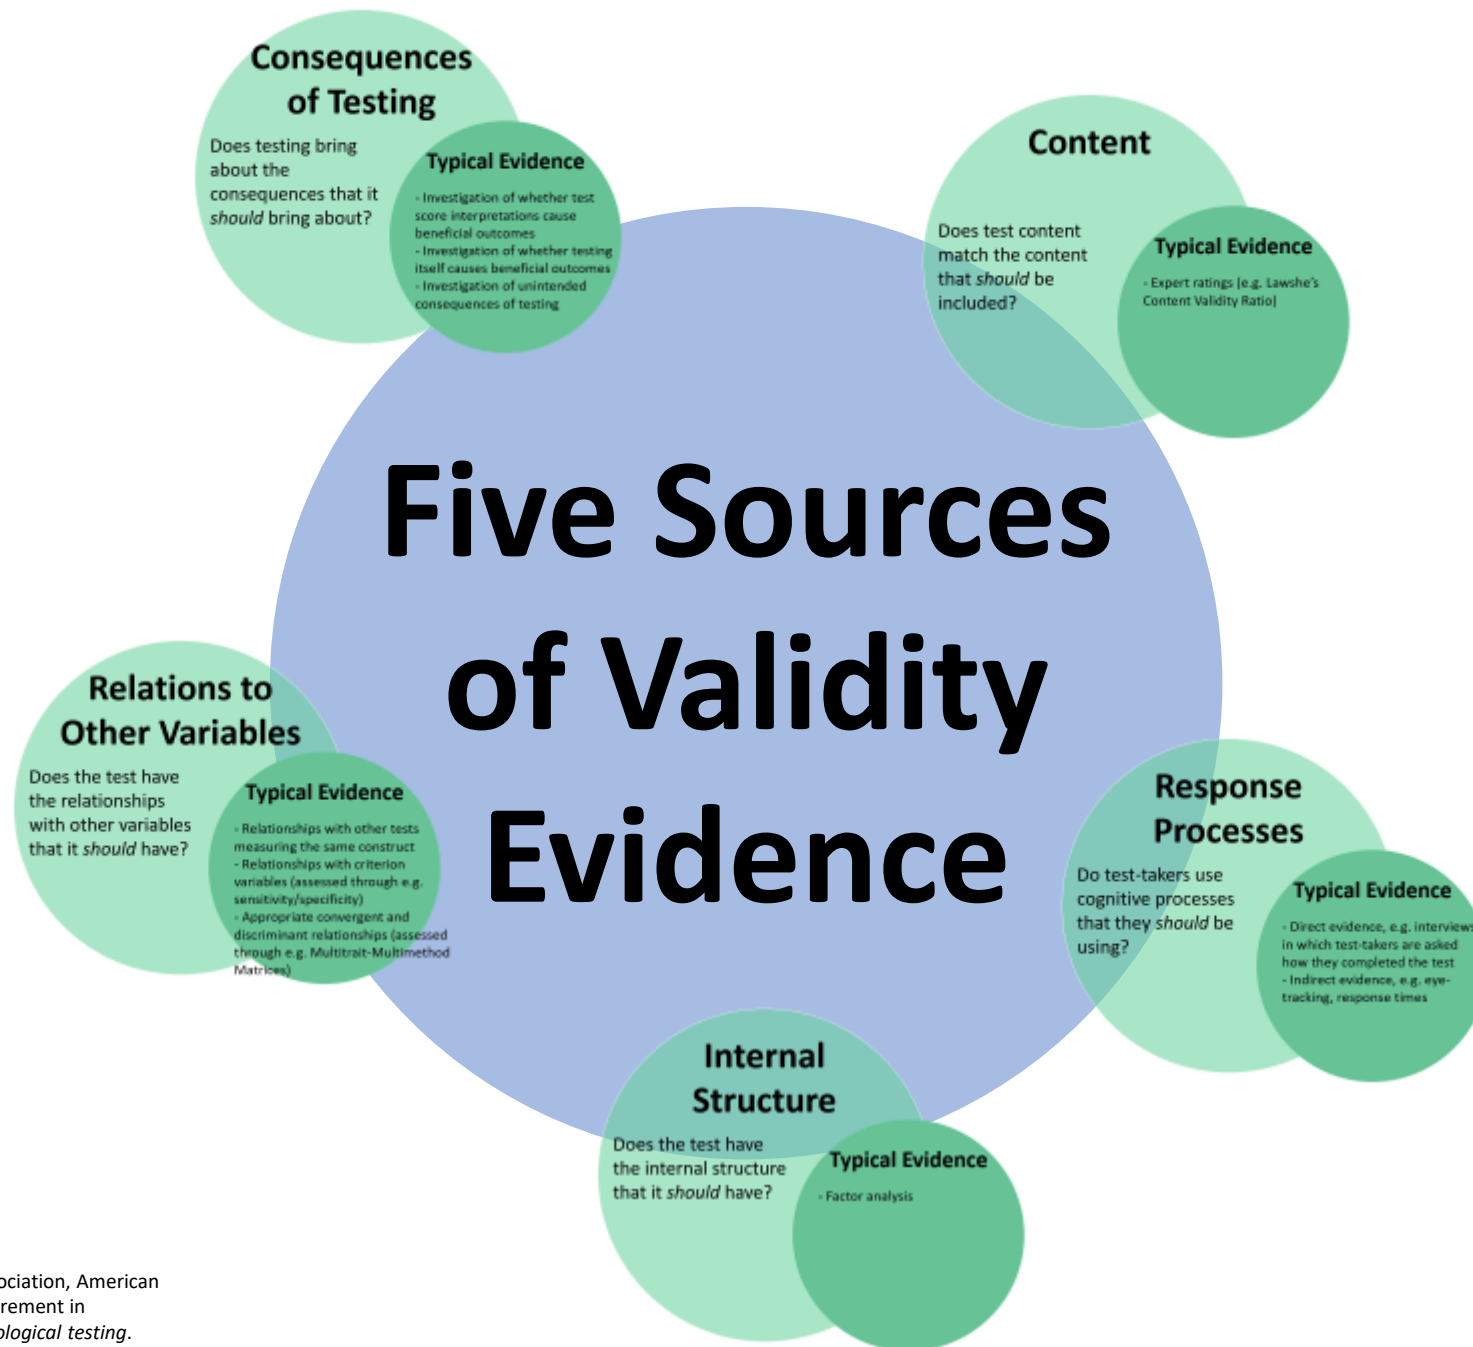 Consequences
of Testing
Does testing bring
about the
consequences that it
should bring about?
Typical Evidence
- Investigation of whether test
score interpretations cause
beneficial outcomes
- Investigation of whether testing
itself causes beneficial outcomes
- Investigation of unintended
consequences of testing
Content
Does test content
match the content
that should be
included?
Typical Evidence
- Expert ratings (e.g. Lawshe's
Content Validity Ratio)
Five Sources
of Validity
Evidence
Relations to
Other Variables
Does the test have
the relationships
with other variables
that it should have?
Typical Evidence
- Relationships with other tests
measuring the same construct
- Relationships with criterion
variables (assessed through e.g.
sensitivity/specificity)
- Appropriate convergent and
discriminant relationships (assessed
through e.g. Multitrait-Multimethod
Matrices)
Response
Processes
Do test-takers use
cognitive processes
that they should be
using?
Typical Evidence
- Direct evidence, e.g. interviews
in which test-takers are asked
how they completed the test
- Indirect evidence, e.g. eye-
tracking, response times
Internal
Structure
Does the test have
the internal structure
that it should have?
Typical Evidence
- Factor analysis
ociation, American
rement in
ological testing.